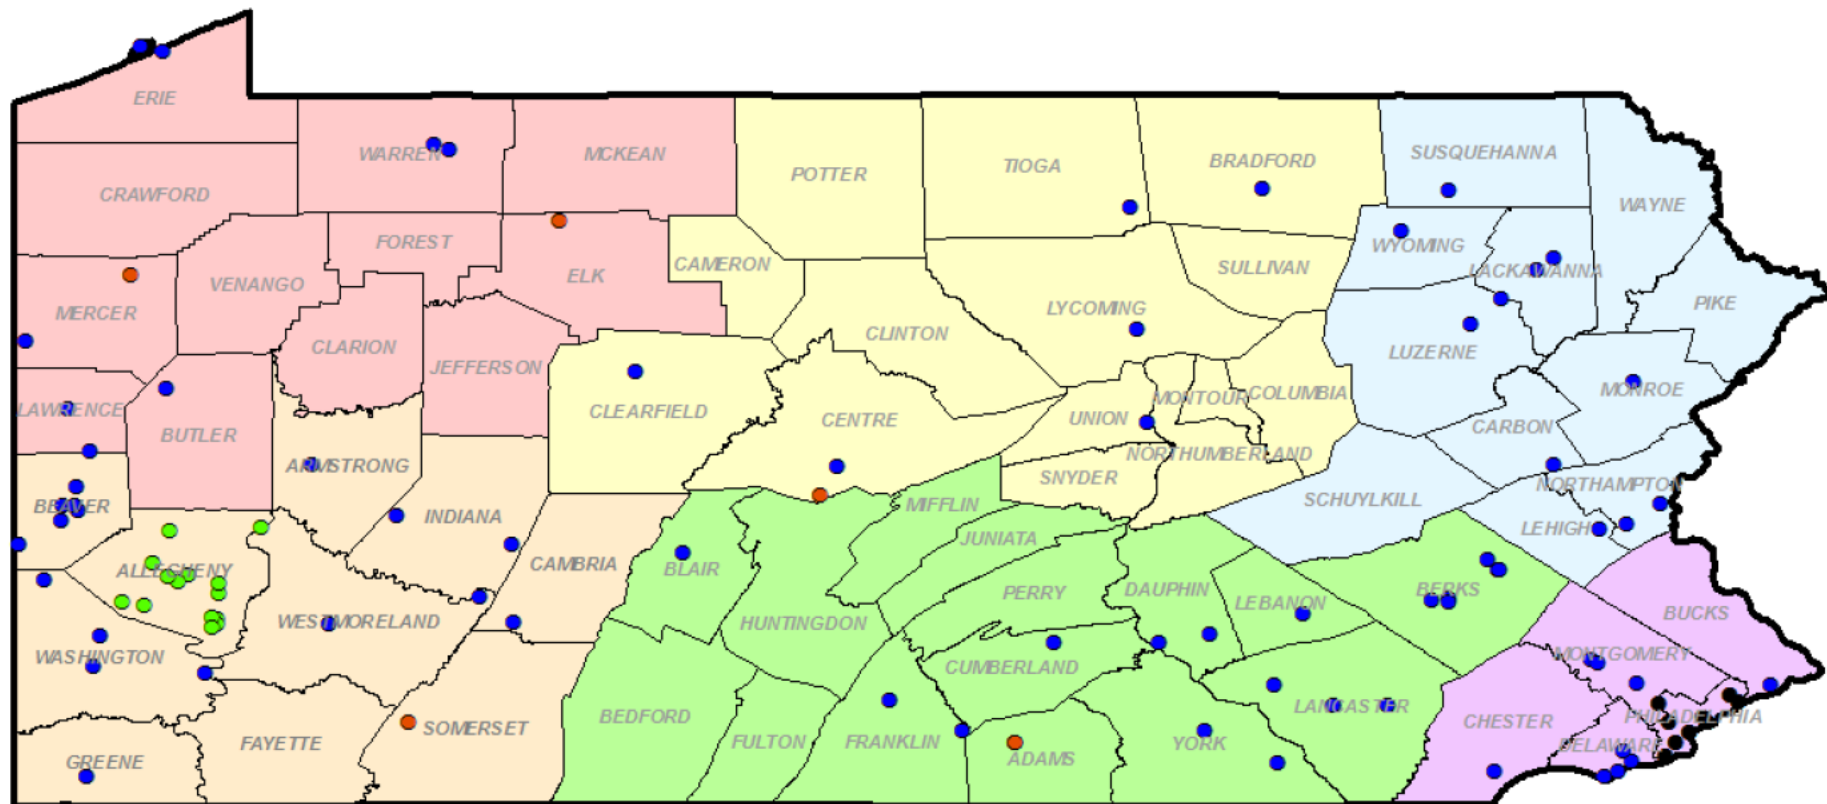 ERIE
WARREN
MCKEAN
POTTER
TIOGA
BRADFORD
SUSQUEHANNA
CRAWFORD
WAYNE
FOREST
CAMERON
ELK
SULLIVAN
WYOMING
LACKAWANNA
VENANGO
MERCER
LYCOMING
PIKE
CLINTON
CLARION
JEFFERSON
LUZERNE
MONROE
LAWRENCE
CLEARFIELD
CENTRE
UNION
MONTOUR
COLUMBIA
BUTLER
CARBON
ARMSTRONG
NORTHUMBERLAND
SNYDER
NORTHAMPTON
BEAVER
INDIANA
MIFFLIN
SCHUYLKILL
LEHIGH
JUNIATA
ALLEGHENY
CAMBRIA
BLAIR
PERRY
DAUPHIN
LEBANON
BERKS
BUCKS
WESTMORELAND
HUNTINGDON
WASHINGTON
CUMBERLAND
MONTGOMERY
SOMERSET
BEDFORD
LANCASTER
CHESTER
PHILADELPHIA
FAYETTE
FULTON
FRANKLIN
YORK
DELAWARE
GREENE
ADAMS